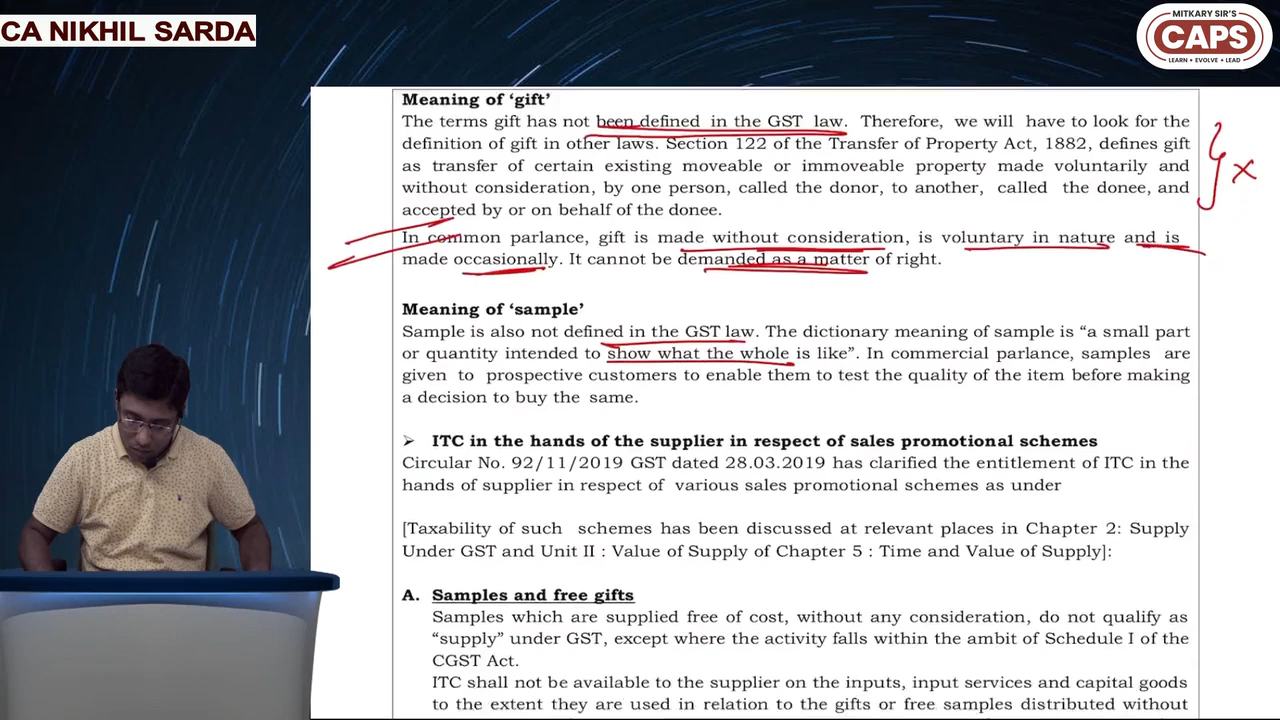 CA NIKHIL SARDA
MITKARY SIR'S
CAPS
LEARN • EVOLVE • LEAD
Meaning of ‘gift’
The terms gift has not been defined in the GST law. Therefore, we will have to look for the
definition of gift in other laws. Section 122 of the Transfer of Property Act, 1882, defines gift
as transfer of certain existing moveable or immoveable property made voluntarily and
without consideration, by one person, called the donor, to another, called the donee, and
accepted by or on behalf of the donee.
x
In common parlance, gift is made without consideration, is voluntary in nature and is
made occasionally. It cannot be demanded as a matter of right.
Meaning of ‘sample’
Sample is also not defined in the GST law. The dictionary meaning of sample is “a small part
or quantity intended to show what the whole is like”. In commercial parlance, samples are
given to prospective customers to enable them to test the quality of the item before making
a decision to buy the same.
➢ ITC in the hands of the supplier in respect of sales promotional schemes
Circular No. 92/11/2019 GST dated 28.03.2019 has clarified the entitlement of ITC in the
hands of supplier in respect of various sales promotional schemes as under
[Taxability of such schemes has been discussed at relevant places in Chapter 2: Supply
Under GST and Unit II : Value of Supply of Chapter 5 : Time and Value of Supply]:
A. Samples and free gifts
Samples which are supplied free of cost, without any consideration, do not qualify as
“supply” under GST, except where the activity falls within the ambit of Schedule I of the
CGST Act.
ITC shall not be available to the supplier on the inputs, input services and capital goods
to the extent they are used in relation to the gifts or free samples distributed without